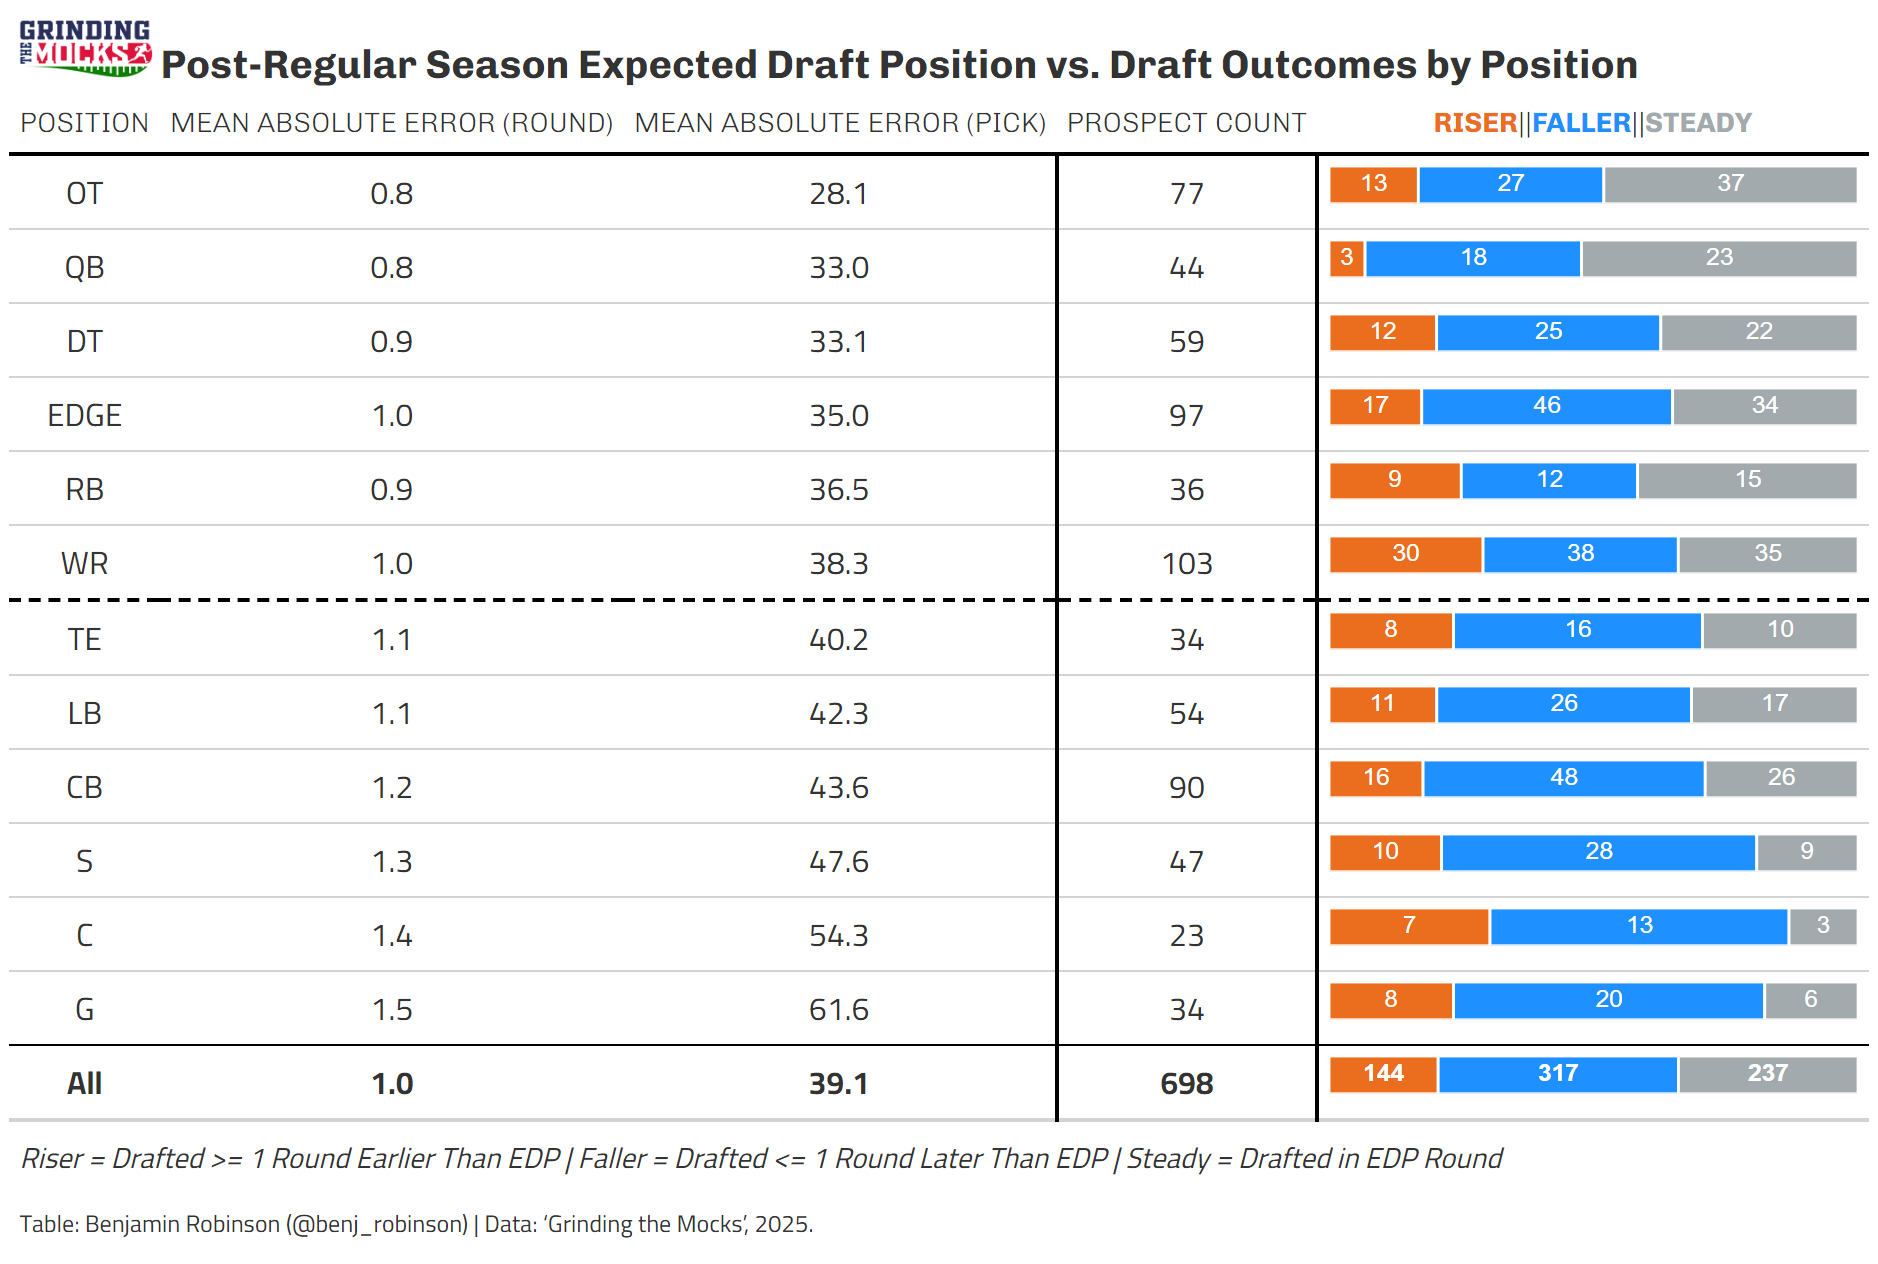 GRINDING
THE MOCKS
Post-Regular Season Expected Draft Position vs. Draft Outcomes by Position
POSITION MEAN ABSOLUTE ERROR (ROUND) MEAN ABSOLUTE ERROR (PICK) PROSPECT COUNT RISER||FALLER||STEADY
OT 0.8 28.1 77 13 27 37
QB 0.8 33.0 44 3 18 23
DT 0.9 33.1 59 12 25 22
EDGE 1.0 35.0 97 17 46 34
RB 0.9 36.5 36 9 12 15
WR 1.0 38.3 103 30 38 35
TE 1.1 40.2 34 8 16 10
LB 1.1 42.3 54 11 26 17
CB 1.2 43.6 90 16 48 26
S 1.3 47.6 47 10 28 9
C 1.4 54.3 23 7 13 3
G 1.5 61.6 34 8 20 6
All 1.0 39.1 698 144 317 237
Riser = Drafted >= 1 Round Earlier Than EDP | Faller = Drafted <= 1 Round Later Than EDP | Steady = Drafted in EDP Round
Table: Benjamin Robinson (@benj_robinson) | Data: ‘Grinding the Mocks’, 2025.